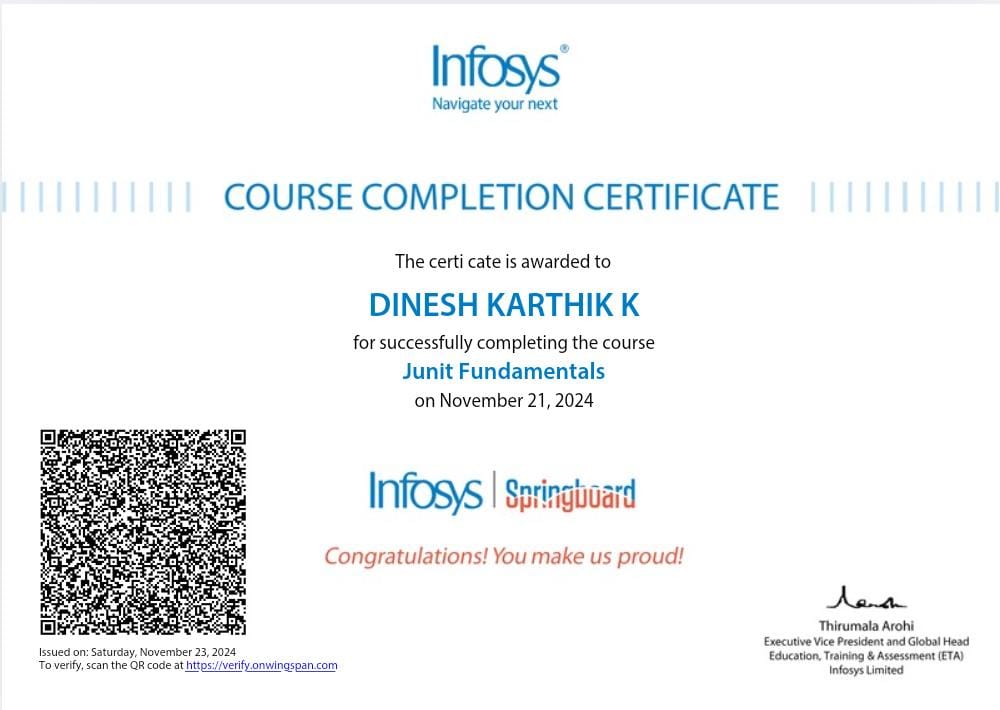 Infosys®
Navigate your next
COURSE COMPLETION CERTIFICATE
The certi cate is awarded to
DINESH KARTHIK K
for successfully completing the course
Junit Fundamentals
on November 21, 2024
Infosys | Springboard
Congratulations! You make us proud!
Issued on: Saturday, November 23, 2024
To verify, scan the QR code at https://verify.onwingspan.com
Thirumala Arohi
Executive Vice President and Global Head
Education, Training & Assessment (ETA)
Infosys Limited